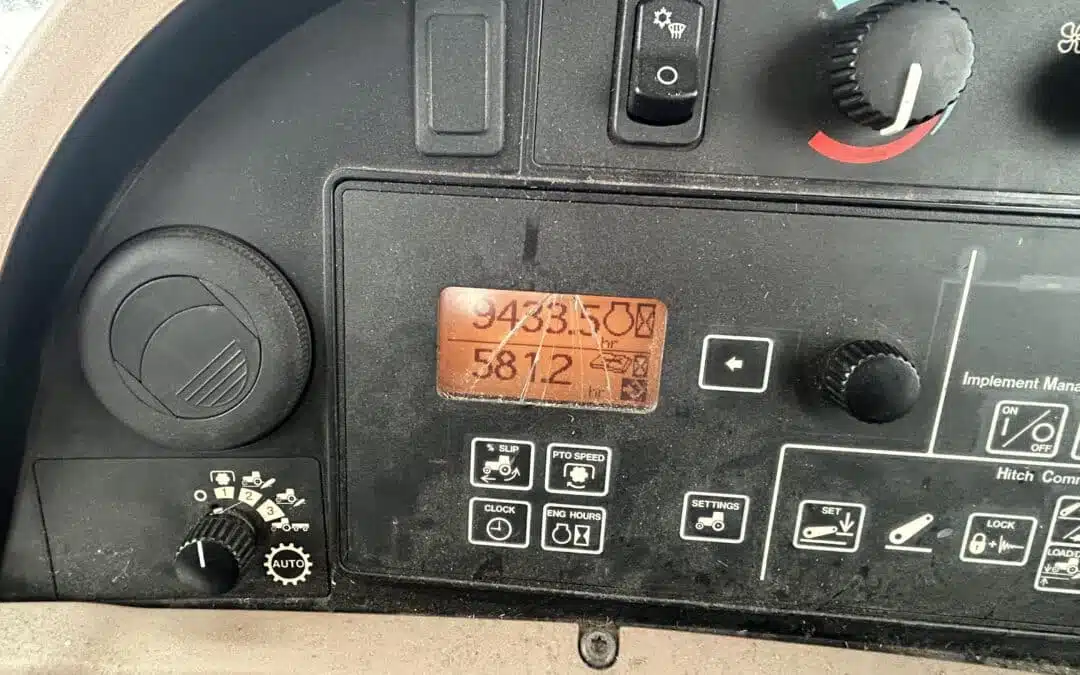 9433.5
hr
581.2
hr
% SLIP
PTO SPEED
CLOCK
ENG HOURS
SETTINGS
1
2
3
AUTO
Implement Mana
ON
OFF
Hitch Comm
SET
LOCK
LOAD D